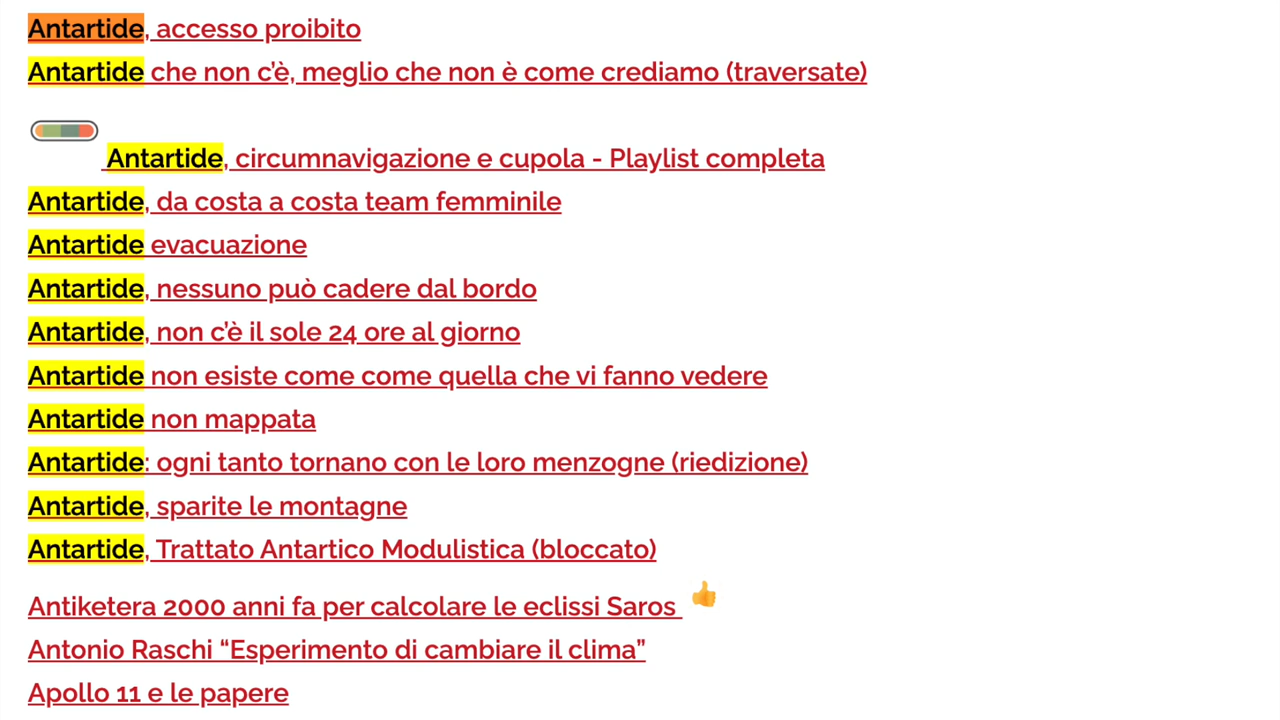 Antartide, accesso proibito
Antartide che non c'è, meglio che non è come crediamo (traversate)
Antartide, circumnavigazione e cupola - Playlist completa
Antartide, da costa a costa team femminile
Antartide evacuazione
Antartide, nessuno può cadere dal bordo
Antartide, non c'è il sole 24 ore al giorno
Antartide non esiste come come quella che vi fanno vedere
Antartide non mappata
Antartide: ogni tanto tornano con le loro menzogne (riedizione)
Antartide, sparite le montagne
Antartide, Trattato Antartico Modulistica (bloccato)
Antiketera 2000 anni fa per calcolare le eclissi Saros
Antonio Raschi “Esperimento di cambiare il clima”
Apollo 11 e le papere